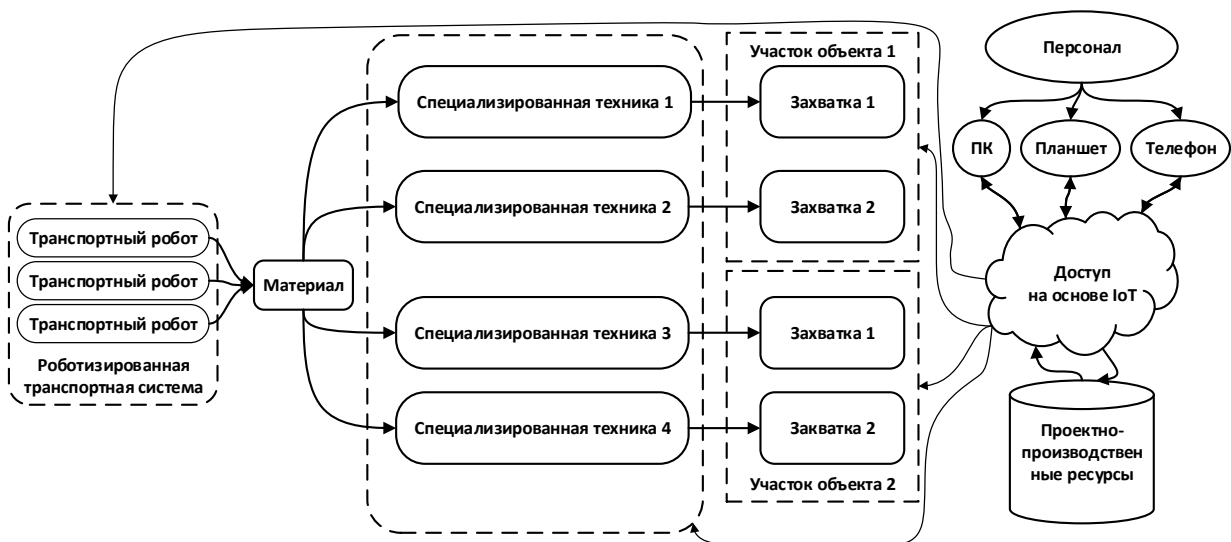 Транспортный робот
Транспортный робот
Транспортный робот
Роботизированная
транспортная система
Материал
Специализированная техника 1
Специализированная техника 2
Специализированная техника 3
Специализированная техника 4
Участок объекта 1
Захватка 1
Захватка 2
Захватка 1
Закватка 2
Участок объекта 2
Персонал
ПК
Планшет
Телефон
Доступ
на основе IoT
Проектно-
производствен
ные ресурсы